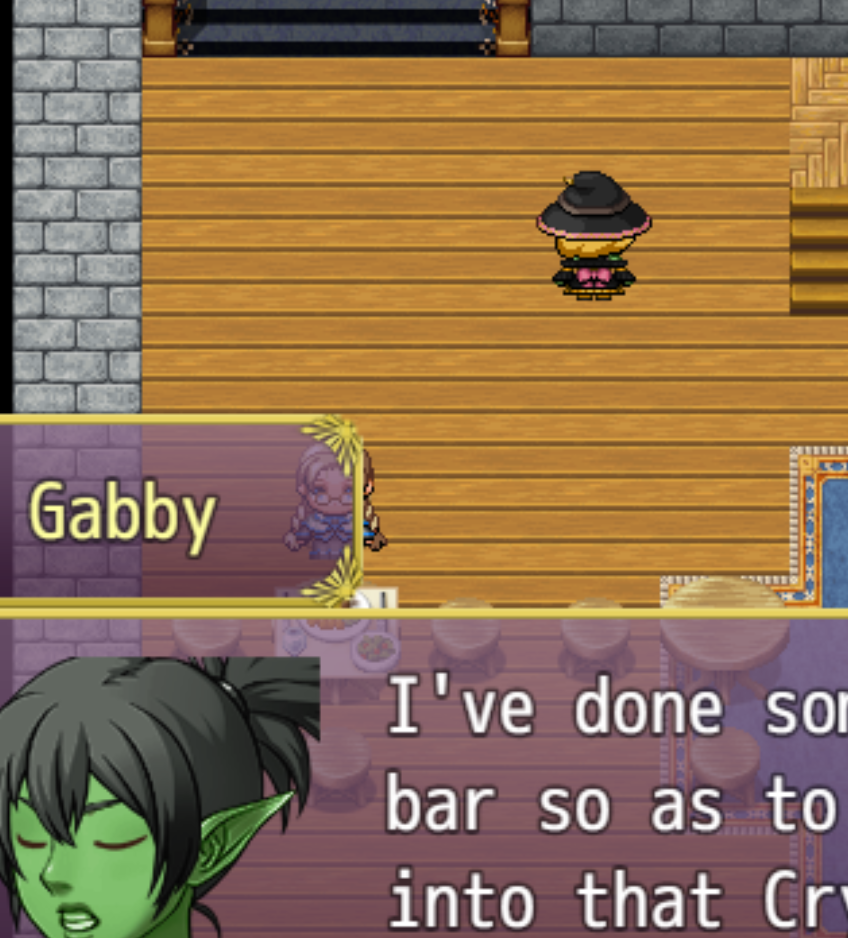 Gabby
I've done
bar so as to
into that